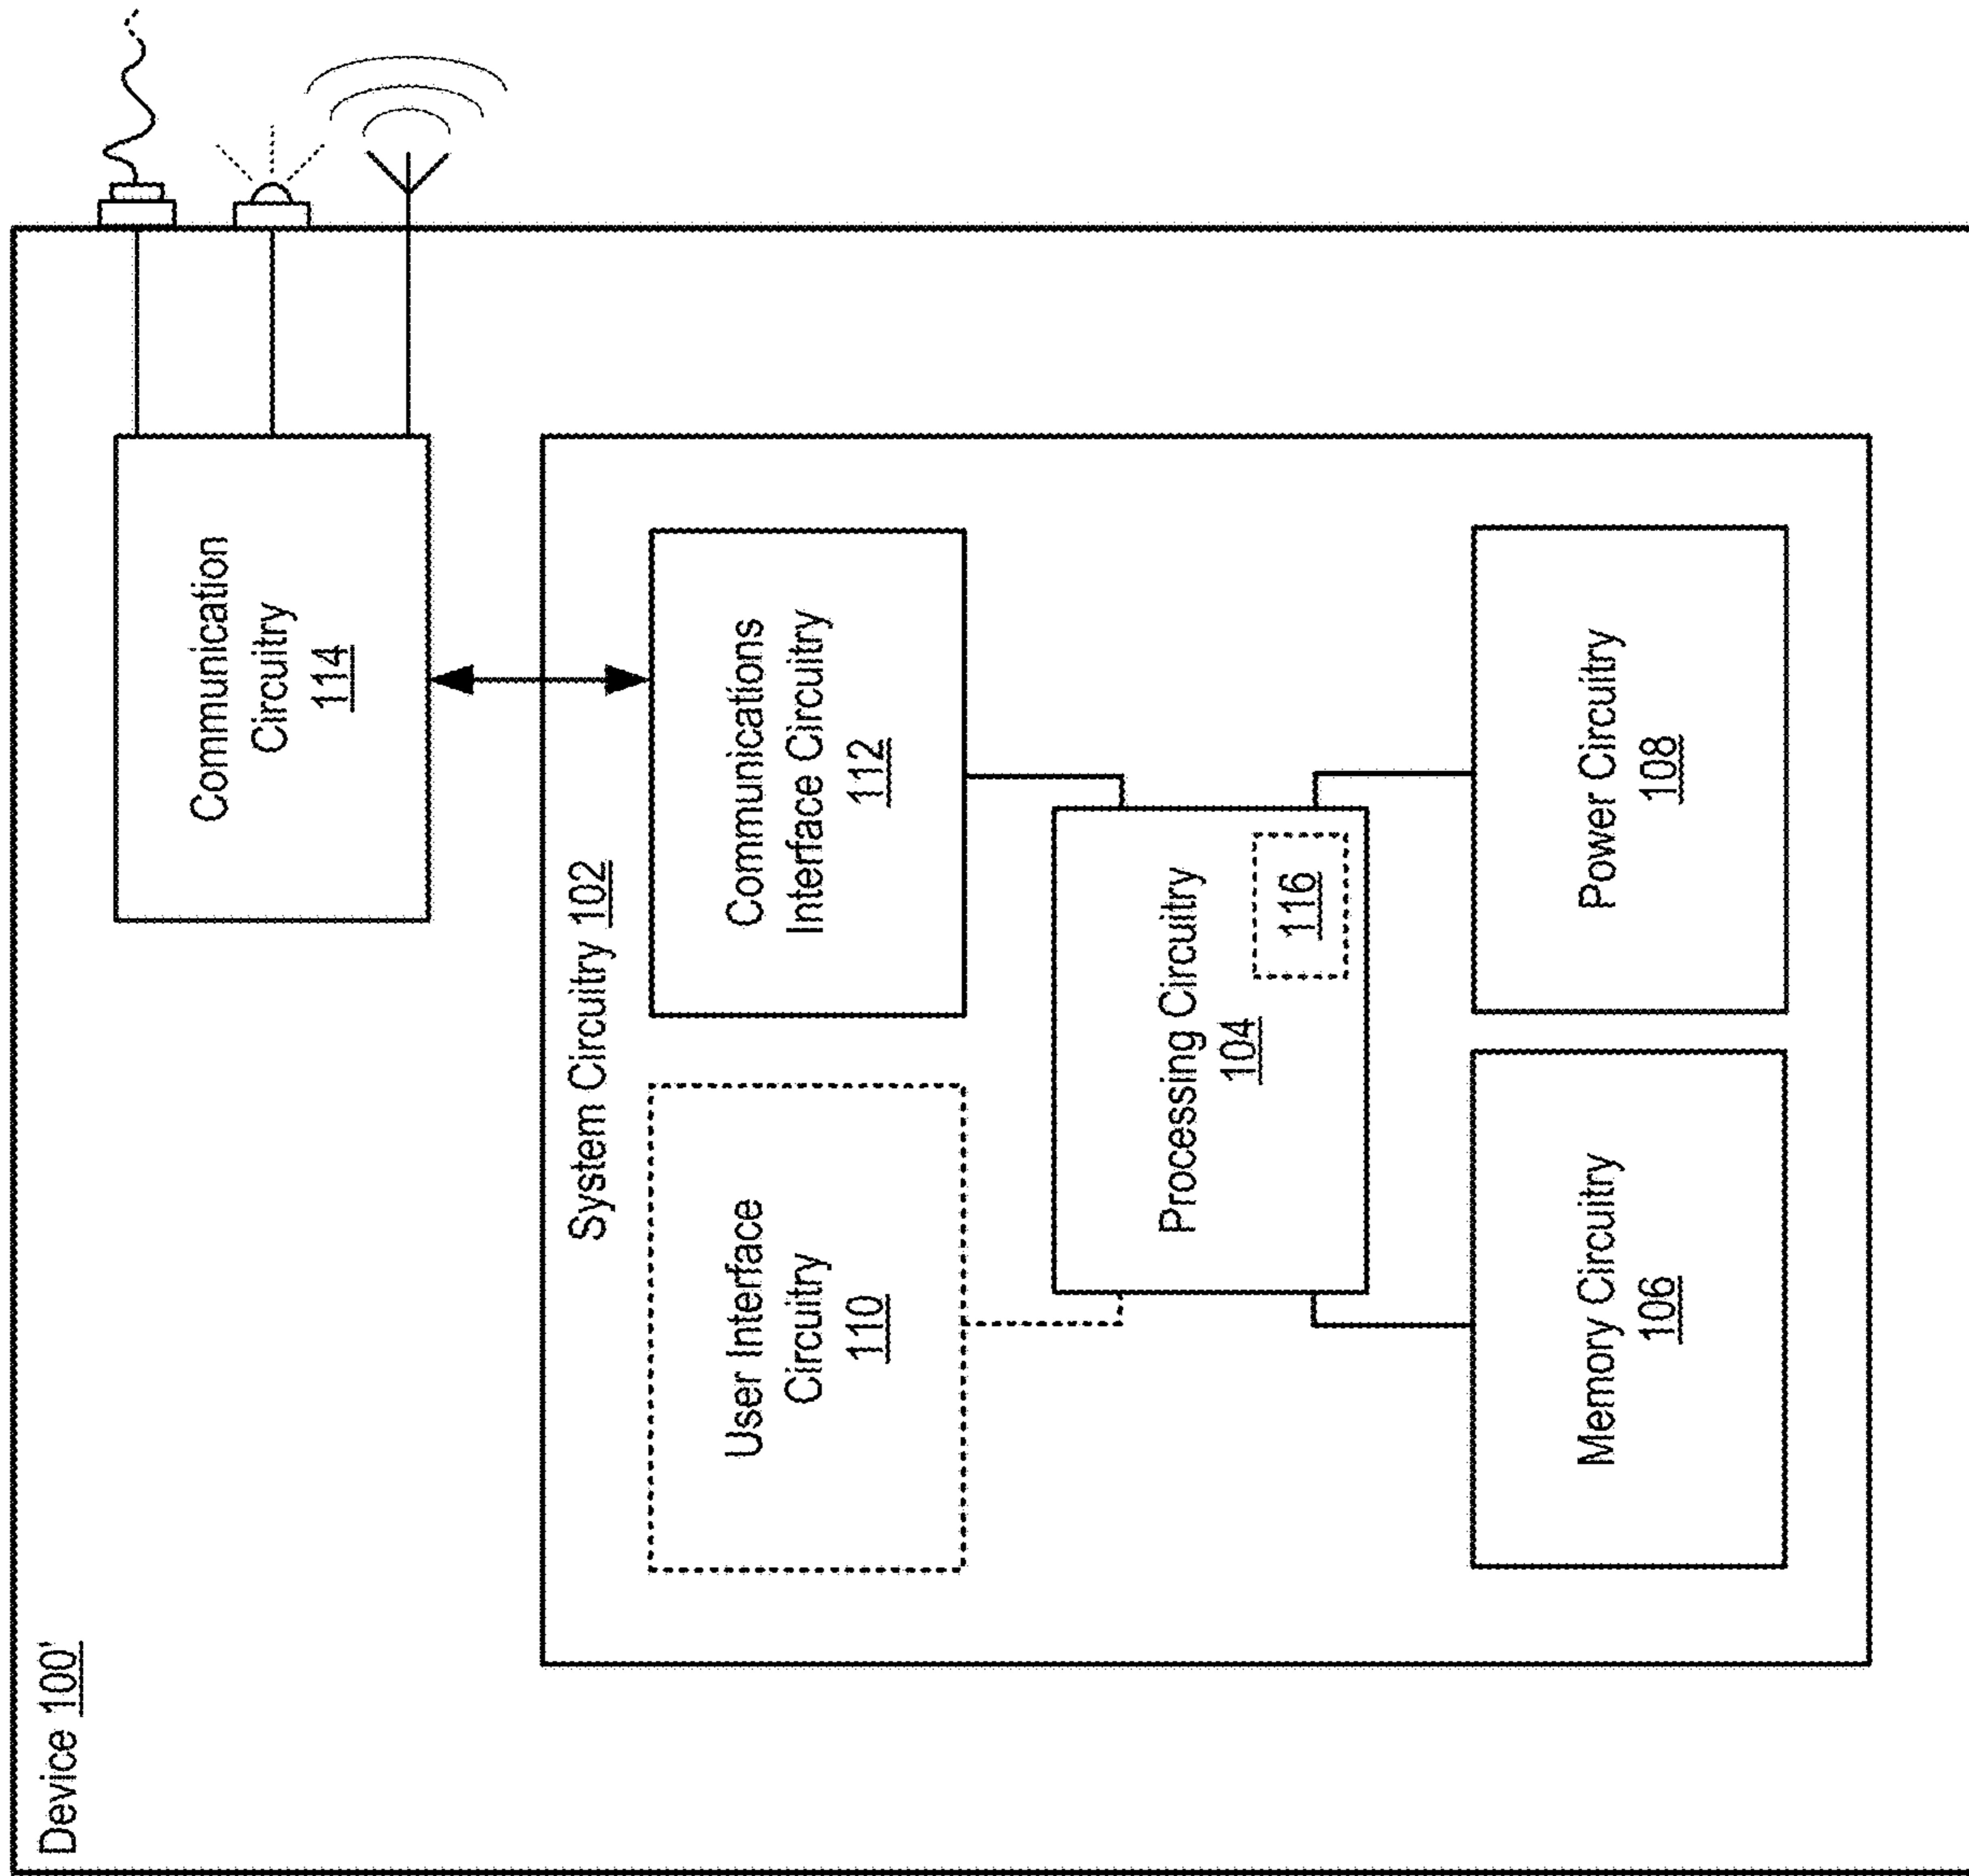 Device 100'
Communication
Circuitry
114
System Circuitry 102
User Interface
Circuitry
110
Communications
Interface Circuitry
112
Processing Circuitry
104
116
Memory Circuitry
106
Power Circuitry
108